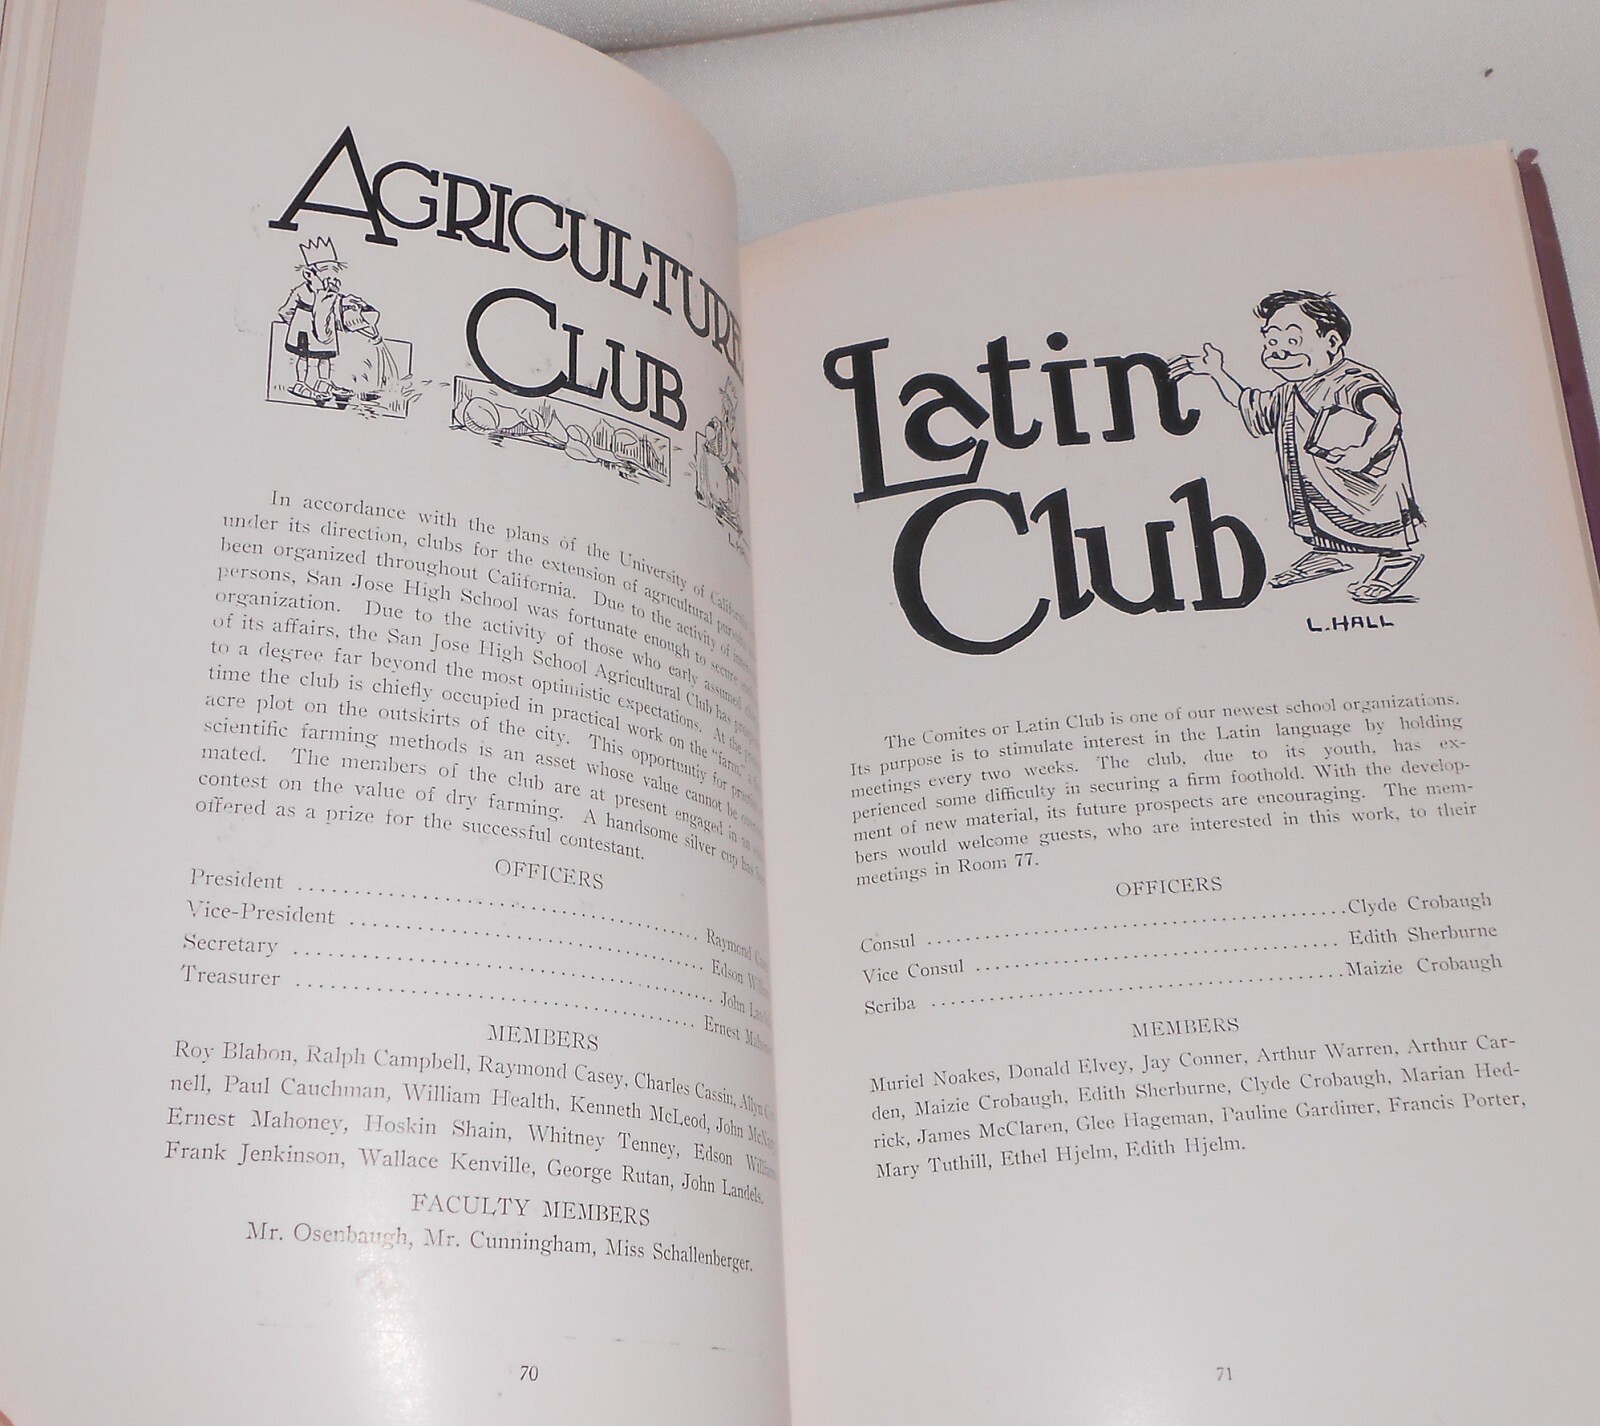 AGRICULTURE
CLUB
In accordance with the plans of the University of
under its direction, clubs for the extension of agricultural
been organized throughout California. Due to the activity of
persons, San Jose High School was fortunate enough to secure
organization. Due to the activity of those who early assumed
of its affairs, the San Jose High School Agricultural Club has
to a degree far beyond the most optimistic expectations. At the
time the club is chiefly occupied in practical work on the "farm,"
acre plot on the outskirts of the city. This opportuntiy for
scientific farming methods is an asset whose value cannot be
mated. The members of the club are at present engaged in an
contest on the value of dry farming. A handsome silver cup has
offered as a prize for the successful contestant.
OFFICERS
President ........................................ Raymond
Vice-President ........................................ Edson
Secretary ........................................ John
Treasurer ........................................ Ernest
MEMBERS
Roy Blabon, Ralph Campbell, Raymond Casey, Charles Cassin,
nell, Paul Cauchman, William Health, Kenneth McLeod, John
Ernest Mahoney, Hoskin Shain, Whitney Tenney, Edson
Frank Jenkinson, Wallace Kenville, George Rutan, John Landels.
FACULTY MEMBERS
Mr. Osenbaugh, Mr. Cunningham, Miss Schallenberger.
70
Latin
Club
L. HALL
The Comites or Latin Club is one of our newest school organizations.
Its purpose is to stimulate interest in the Latin language by holding
meetings every two weeks. The club, due to its youth, has ex-
perienced some difficulty in securing a firm foothold. With the develop-
ment of new material, its future prospects are encouraging. The mem-
bers would welcome guests, who are interested in this work, to their
meetings in Room 77.
OFFICERS
Consul ........................................ Clyde Crobaugh
Vice Consul ........................................ Edith Sherburne
Scriba ........................................ Maizie Crobaugh
MEMBERS
Muriel Noakes, Donald Elvey, Jay Conner, Arthur Warren, Arthur Car-
den, Maizie Crobaugh, Edith Sherburne, Clyde Crobaugh, Marian Hed-
rick, James McClaren, Glee Hageman, Pauline Gardiner, Francis Porter,
Mary Tuthill, Ethel Hjelm, Edith Hjelm.
71